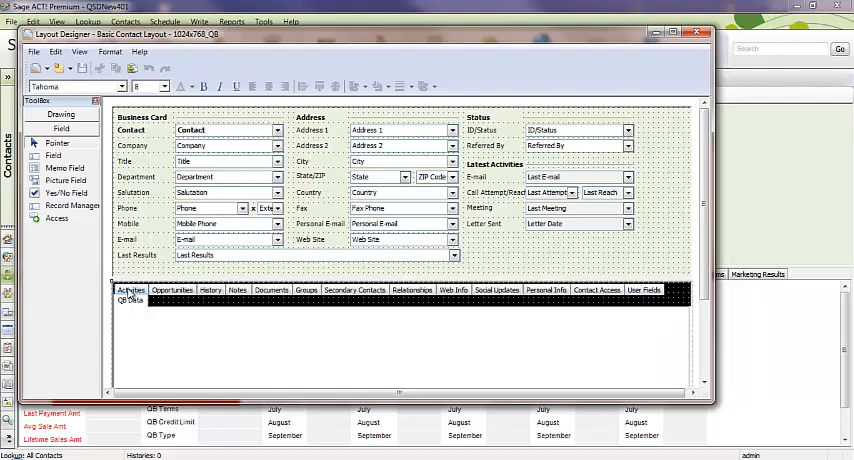 Sage ACT! Premium - QSDNew401
File Edit View Lookup Contacts Schedule Write Reports Tools Help
Layout Designer - Basic Contact Layout - 1024x768_QB
File Edit View Format Help
Tahoma 8 A B I U
ToolBox
Drawing
Field
Pointer
Field
Memo Field
Picture Field
Yes/No Field
Record Manager
Access
Business Card Address Status
Contact Contact Address 1 Address 1 ID/Status ID/Status
Company Company Address 2 Address 2 Referred By Referred By
Title Title City City Latest Activities
Department Department State/ZIP State ZIP Code E-mail Last E-mail
Salutation Salutation Country Country Call Attempt/Reach Last Attempt Last Reach
Phone Phone x Exte Fax Fax Phone Meeting Last Meeting
Mobile Mobile Phone Personal E-mail Personal E-mail Letter Sent Letter Date
E-mail E-mail Web Site Web Site
Last Results Last Results
Activities Opportunities History Notes Documents Groups Secondary Contacts Relationships Web Info Social Updates Personal Info Contact Access User Fields
QB Data
Search Go
Contacts
ms Marketing Results
Last Payment Amt QB Terms July July July July
Avg Sale Amt QB Credit Limit August August August August
Lifetime Sales Amt QB Type September September September September
Lookup: All Contacts Histories: 0 admin